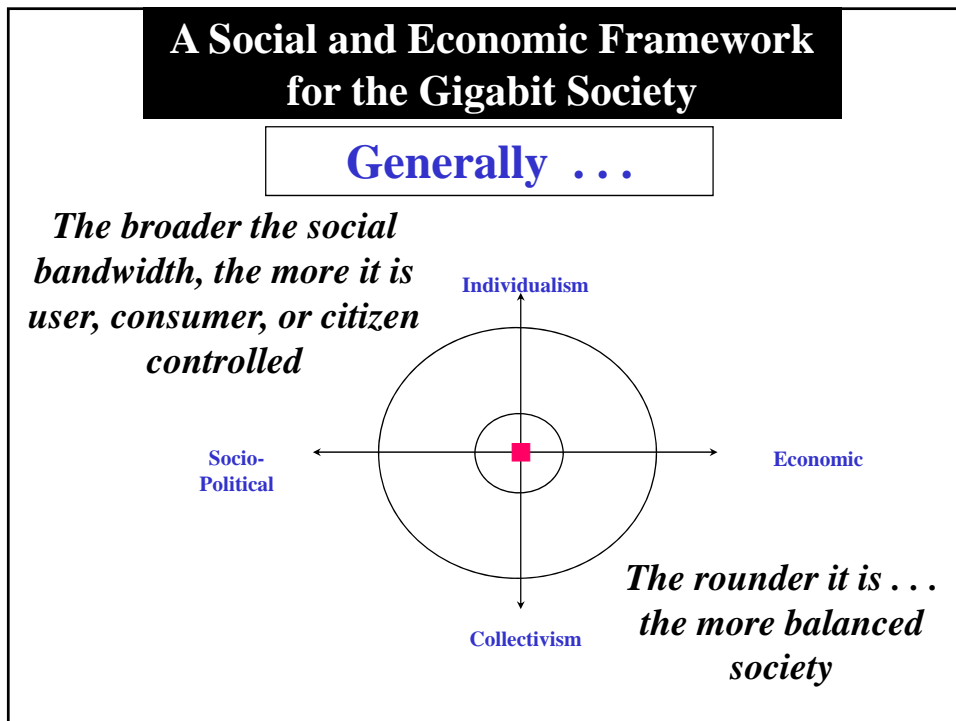 A Social and Economic Framework
for the Gigabit Society
Generally . . .
The broader the social
bandwidth, the more it is
user, consumer, or citizen
controlled
Individualism
Socio-
Political
Economic
Collectivism
The rounder it is . . .
the more balanced
society